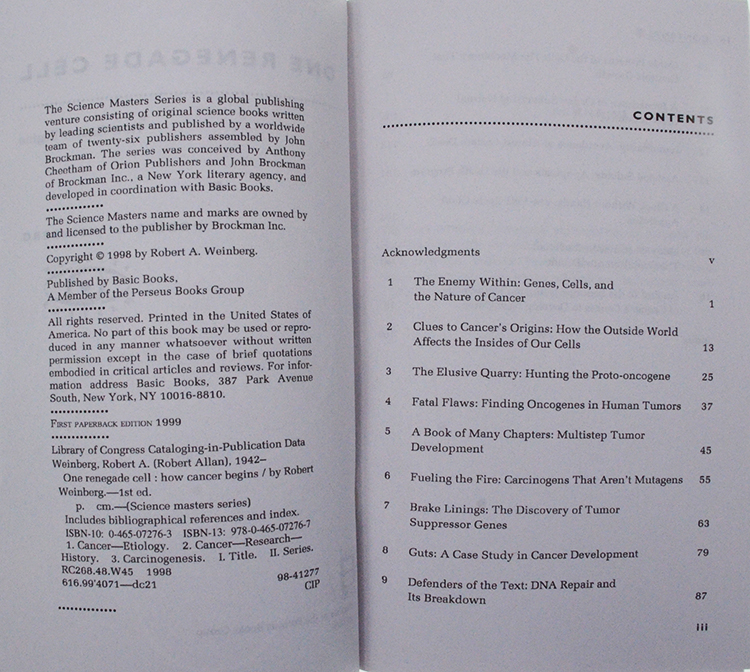 ONE RENEGADE CELL
The Science Masters Series is a global publishing
venture consisting of original science books written
by leading scientists and published by a worldwide
team of twenty-six publishers assembled by John
Brockman. The series was conceived by Anthony
Cheetham of Orion Publishers and John Brockman
of Brockman Inc., a New York literary agency, and
developed in coordination with Basic Books.
The Science Masters name and marks are owned by
and licensed to the publisher by Brockman Inc.
Copyright © 1998 by Robert A. Weinberg.
Published by Basic Books,
A Member of the Perseus Books Group
All rights reserved. Printed in the United States of
America. No part of this book may be used or repro-
duced in any manner whatsoever without written
permission except in the case of brief quotations
embodied in critical articles and reviews. For infor-
mation address Basic Books, 387 Park Avenue
South, New York, NY 10016-8810.
FIRST PAPERBACK EDITION 1999
Library of Congress Cataloging-in-Publication Data
Weinberg, Robert A. (Robert Allan), 1942–
One renegade cell : how cancer begins / by Robert
Weinberg.—1st ed.
p. cm.—(Science masters series)
Includes bibliographical references and index.
ISBN-10: 0-465-07276-3 ISBN-13: 978-0-465-07276-7
1. Cancer—Etiology. 2. Cancer—Research—
History. 3. Carcinogenesis. I. Title. II. Series.
RC268.48.W45 1998
616.99'4071—dc21 98-41277
CIP
CONTENTS
Acknowledgments v
1 The Enemy Within: Genes, Cells, and
the Nature of Cancer 1
2 Clues to Cancer's Origins: How the Outside World
Affects the Insides of Our Cells 13
3 The Elusive Quarry: Hunting the Proto-oncogene 25
4 Fatal Flaws: Finding Oncogenes in Human Tumors 37
5 A Book of Many Chapters: Multistep Tumor
Development 45
6 Fueling the Fire: Carcinogens That Aren't Mutagens 55
7 Brake Linings: The Discovery of Tumor
Suppressor Genes 63
8 Guts: A Case Study in Cancer Development 79
9 Defenders of the Text: DNA Repair and
Its Breakdown 87
iii